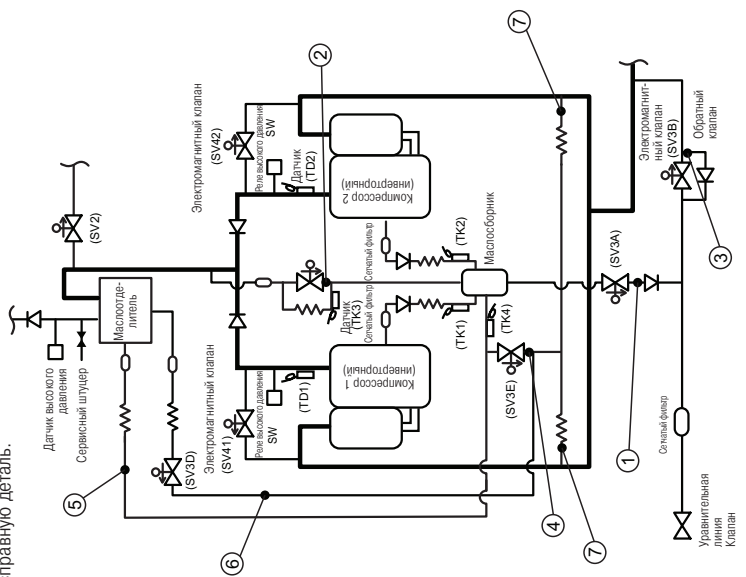 справную деталь.
Датчик высокого
давления
Сервисный штуцер
Маслоотде-
литель
(SV2)
Электромагнитный клапан
(SV42)
Реле высокого давления
SW
Датчик
(TD2)
Компрессор 2
(инверторный)
Электромагнитный клапан
(SV41)
Реле высокого давления
SW
(TD1)
Компрессор 1
(инверторный)
(SV3D)
Датчик
(TK3)
Сетчатый фильтр
Сетчатый фильтр
(TK1)
(TK2)
Маслосборник
(TK4)
(SV3E)
(SV3A)
Электромагнит-
ный клапан
(SV3B)
Обратный
клапан
Сетчатый фильтр
Уравнительная
линия
Клапан
1
2
3
4
5
6
7
7